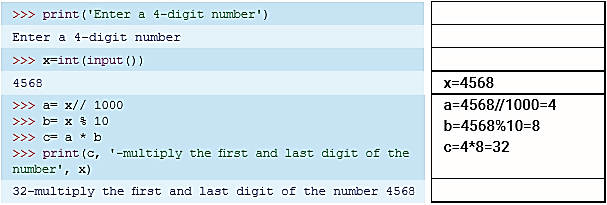 >>> print('Enter a 4-digit number')
Enter a 4-digit number
>>> x=int(input())
4568
x=4568
>>> a= x// 1000
>>> b= x % 10
>>> c= a * b
>>> print(c, '-multiply the first and last digit of the
number', x)
a=4568//1000=4
b=4568%10=8
c=4*8=32
32-multiply the first and last digit of the number 4568